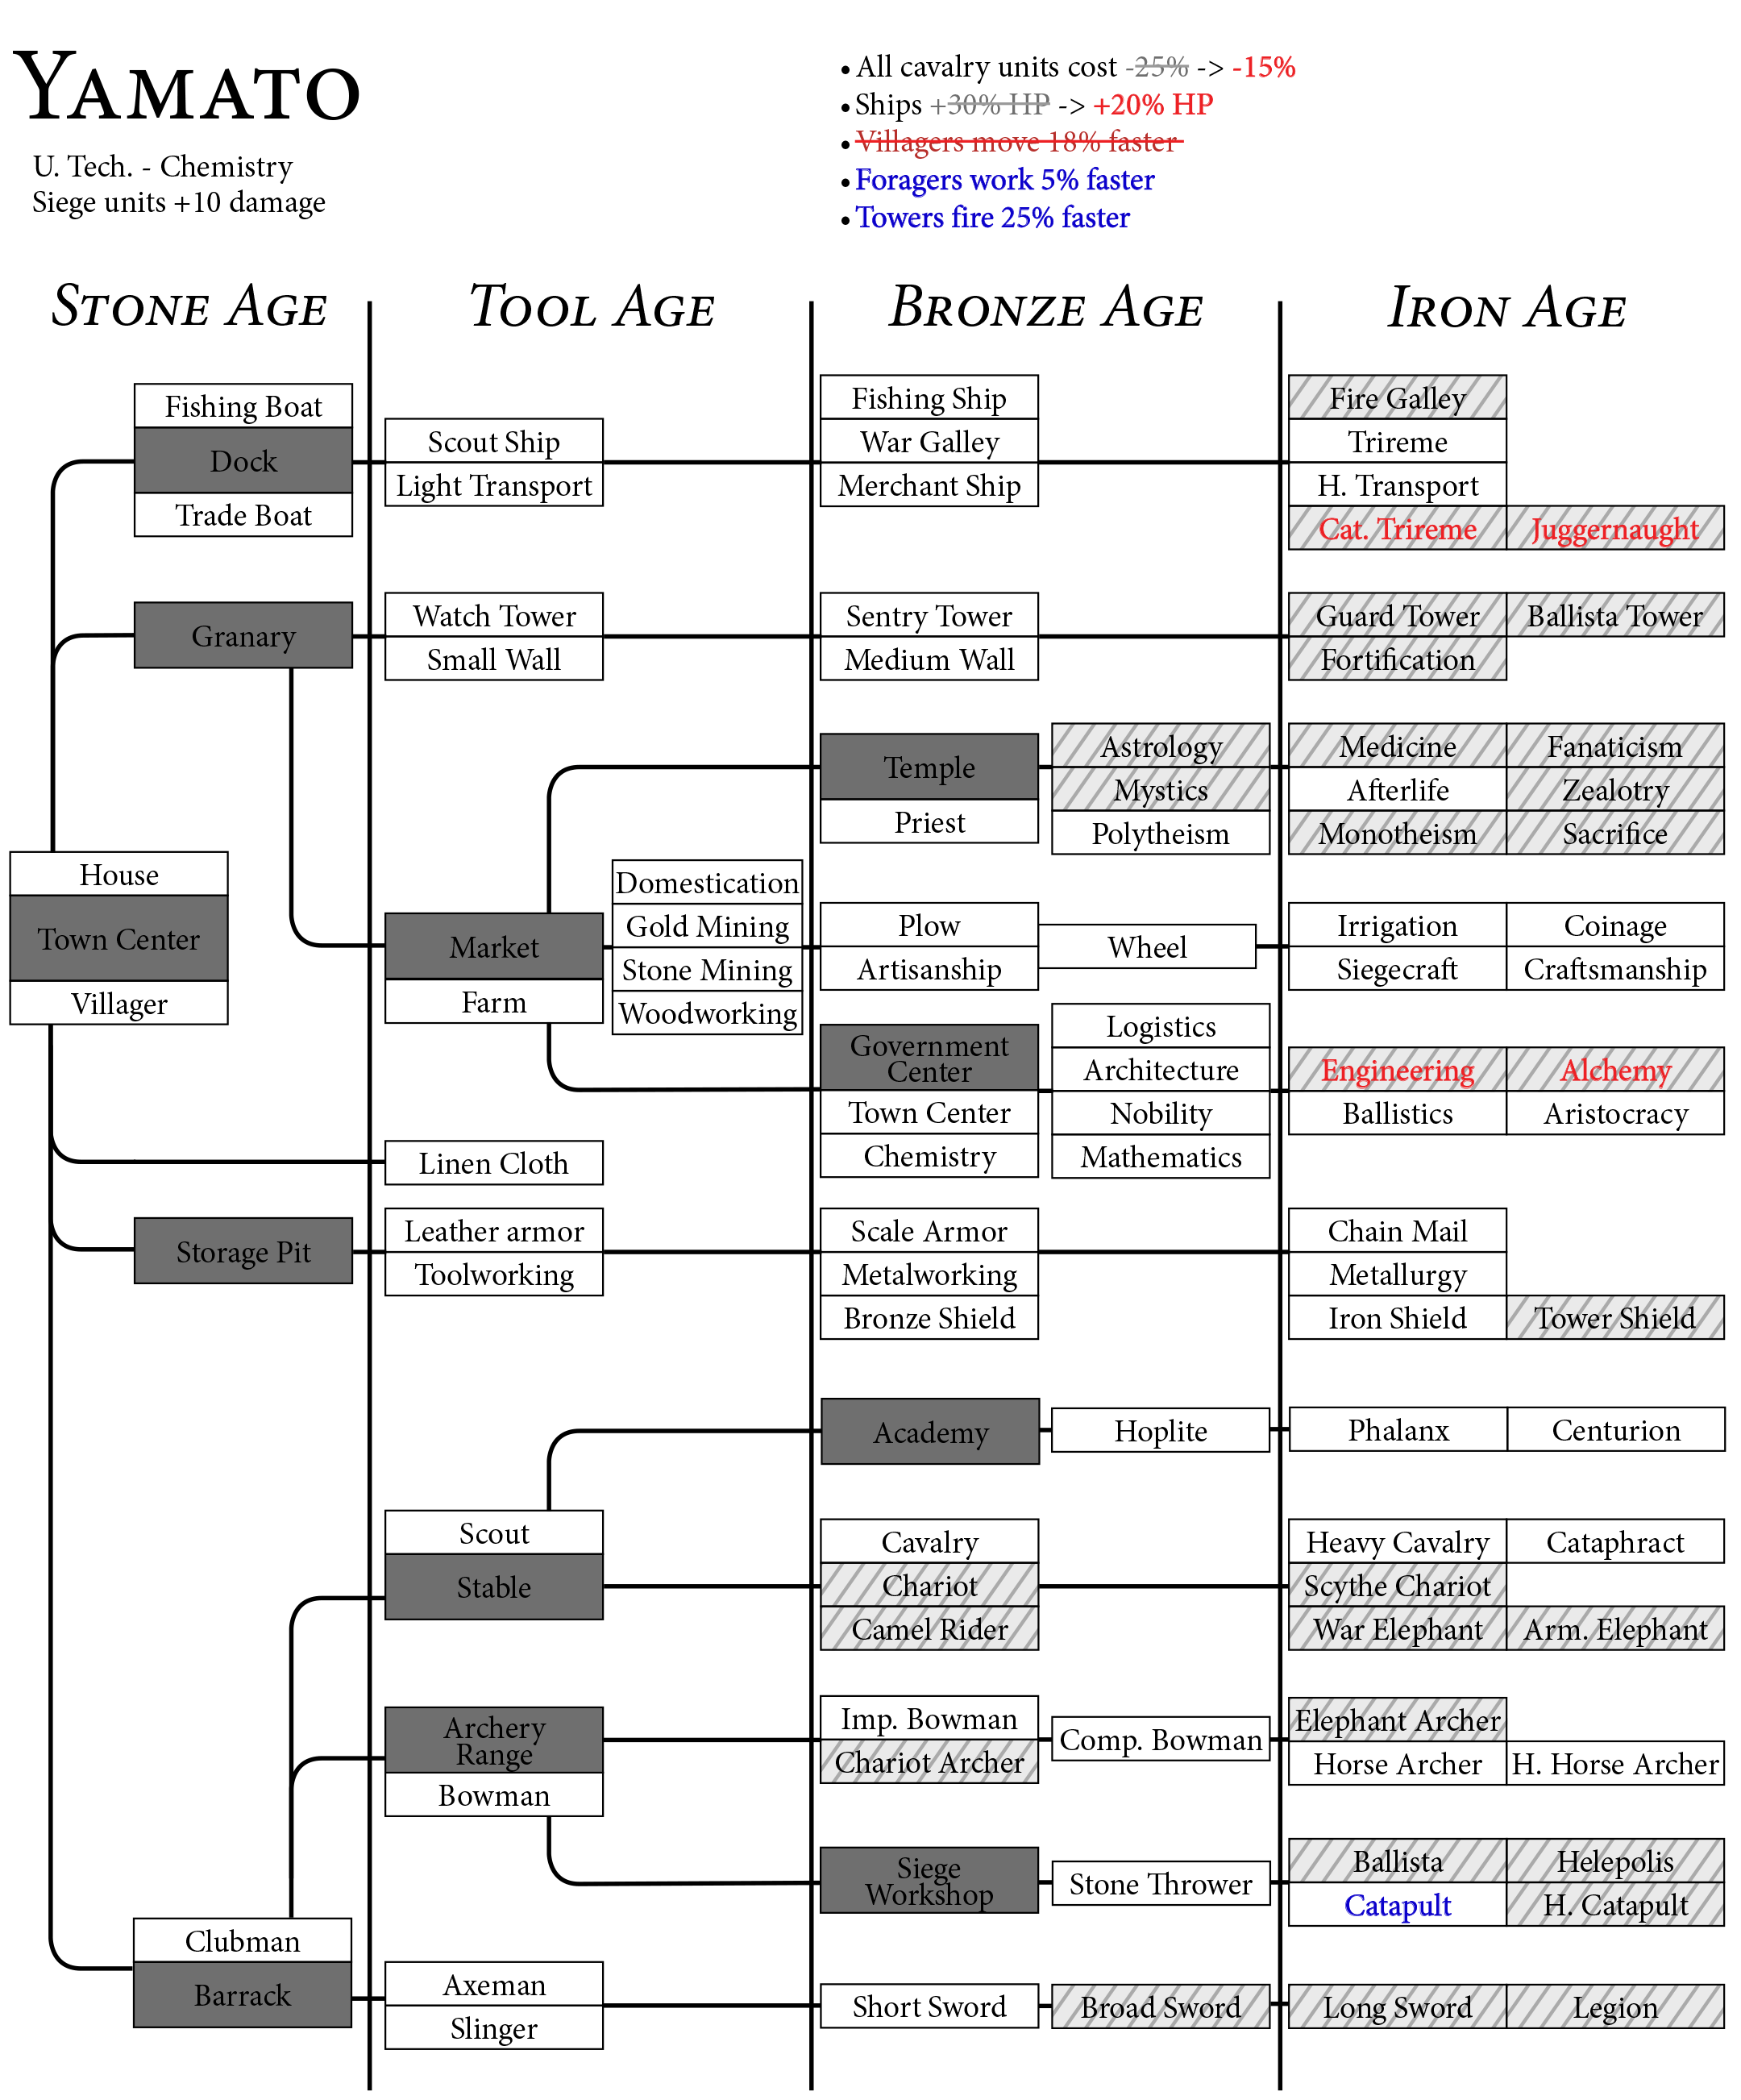 YAMATO
U. Tech. - Chemistry
Siege units +10 damage
• All cavalry units cost -25% -> -15%
• Ships +30% HP -> +20% HP
• Villagers move 18% faster
• Foragers work 5% faster
• Towers fire 25% faster
STONE AGE
TOOL AGE
BRONZE AGE
IRON AGE
Fishing Boat
Dock
Trade Boat
Scout Ship
Light Transport
Fishing Ship
War Galley
Merchant Ship
Fire Galley
Trireme
H. Transport
Cat. Trireme
Juggernaught
Granary
Watch Tower
Small Wall
Sentry Tower
Medium Wall
Guard Tower
Ballista Tower
Fortification
Temple
Priest
Astrology
Mystics
Polytheism
Medicine
Fanaticism
Afterlife
Zealotry
Monotheism
Sacrifice
House
Town Center
Villager
Market
Farm
Domestication
Gold Mining
Stone Mining
Woodworking
Plow
Artisanship
Wheel
Irrigation
Coinage
Siegecraft
Craftsmanship
Government
Center
Town Center
Chemistry
Logistics
Architecture
Nobility
Mathematics
Engineering
Alchemy
Ballistics
Aristocracy
Linen Cloth
Storage Pit
Leather armor
Toolworking
Scale Armor
Metalworking
Bronze Shield
Chain Mail
Metallurgy
Iron Shield
Tower Shield
Academy
Hoplite
Phalanx
Centurion
Scout
Stable
Cavalry
Chariot
Camel Rider
Heavy Cavalry
Cataphract
Scythe Chariot
War Elephant
Arm. Elephant
Archery
Range
Bowman
Imp. Bowman
Chariot Archer
Comp. Bowman
Elephant Archer
Horse Archer
H. Horse Archer
Siege
Workshop
Stone Thrower
Ballista
Helepolis
Catapult
H. Catapult
Clubman
Barrack
Axeman
Slinger
Short Sword
Broad Sword
Long Sword
Legion